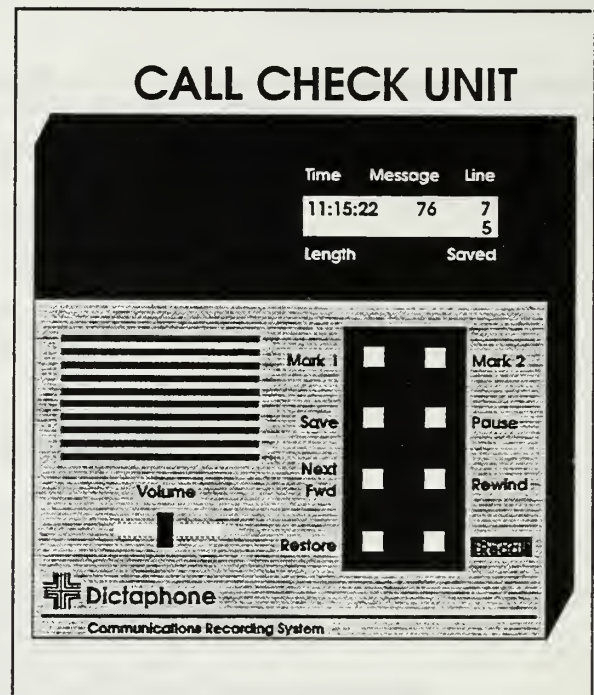 CALL CHECK UNIT
Time Message Line
11:15:22 76 7
5
Length Saved
Mark 1 Mark 2
Save Pause
Next
Fwd Rewind
Volume
Restore Recall
Dictaphone
Communications Recording System